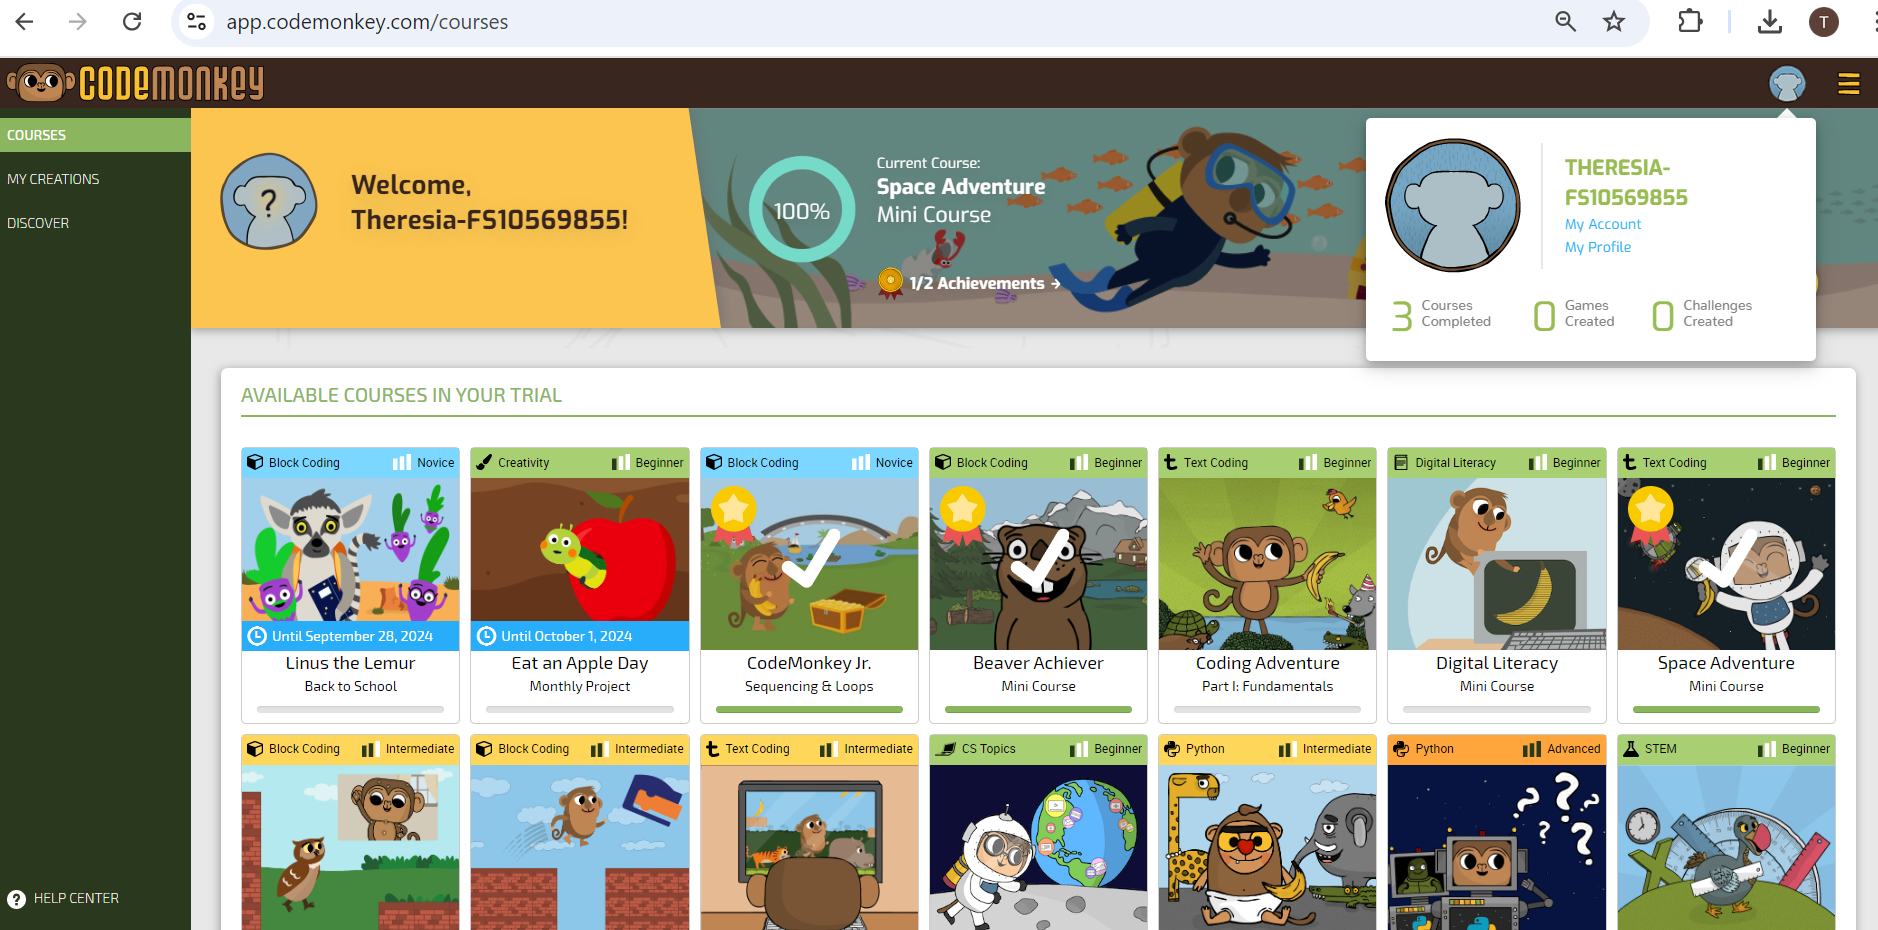 app.codemonkey.com/courses
T
CODEMONKEY
COURSES
MY CREATIONS
DISCOVER
HELP CENTER
?
Welcome,
Theresia-FS10569855!
100%
Current Course:
Space Adventure
Mini Course
1/2 Achievements →
THERESIA-
FS10569855
My Account
My Profile
3 Courses Completed
0 Games Created
0 Challenges Created
AVAILABLE COURSES IN YOUR TRIAL
Block Coding Novice
Until September 28, 2024
Linus the Lemur
Back to School
Creativity Beginner
Until October 1, 2024
Eat an Apple Day
Monthly Project
Block Coding Novice
CodeMonkey Jr.
Sequencing & Loops
Block Coding Beginner
Beaver Achiever
Mini Course
Text Coding Beginner
Coding Adventure
Part I: Fundamentals
Digital Literacy Beginner
Digital Literacy
Mini Course
Text Coding Beginner
Space Adventure
Mini Course
Block Coding Intermediate
Block Coding Intermediate
Text Coding Intermediate
CS Topics Beginner
Python Intermediate
Python Advanced
? ? ? ? ?
STEM Beginner